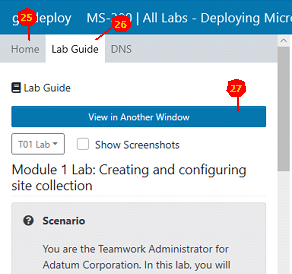 godeploy MS-300 | All Labs - Deploying Micro
25
26
Home Lab Guide DNS
Lab Guide
27
View in Another Window
T01 Lab Show Screenshots
Module 1 Lab: Creating and configuring
site collection
Scenario
You are the Teamwork Administrator for
Adatum Corporation. In this lab, you will